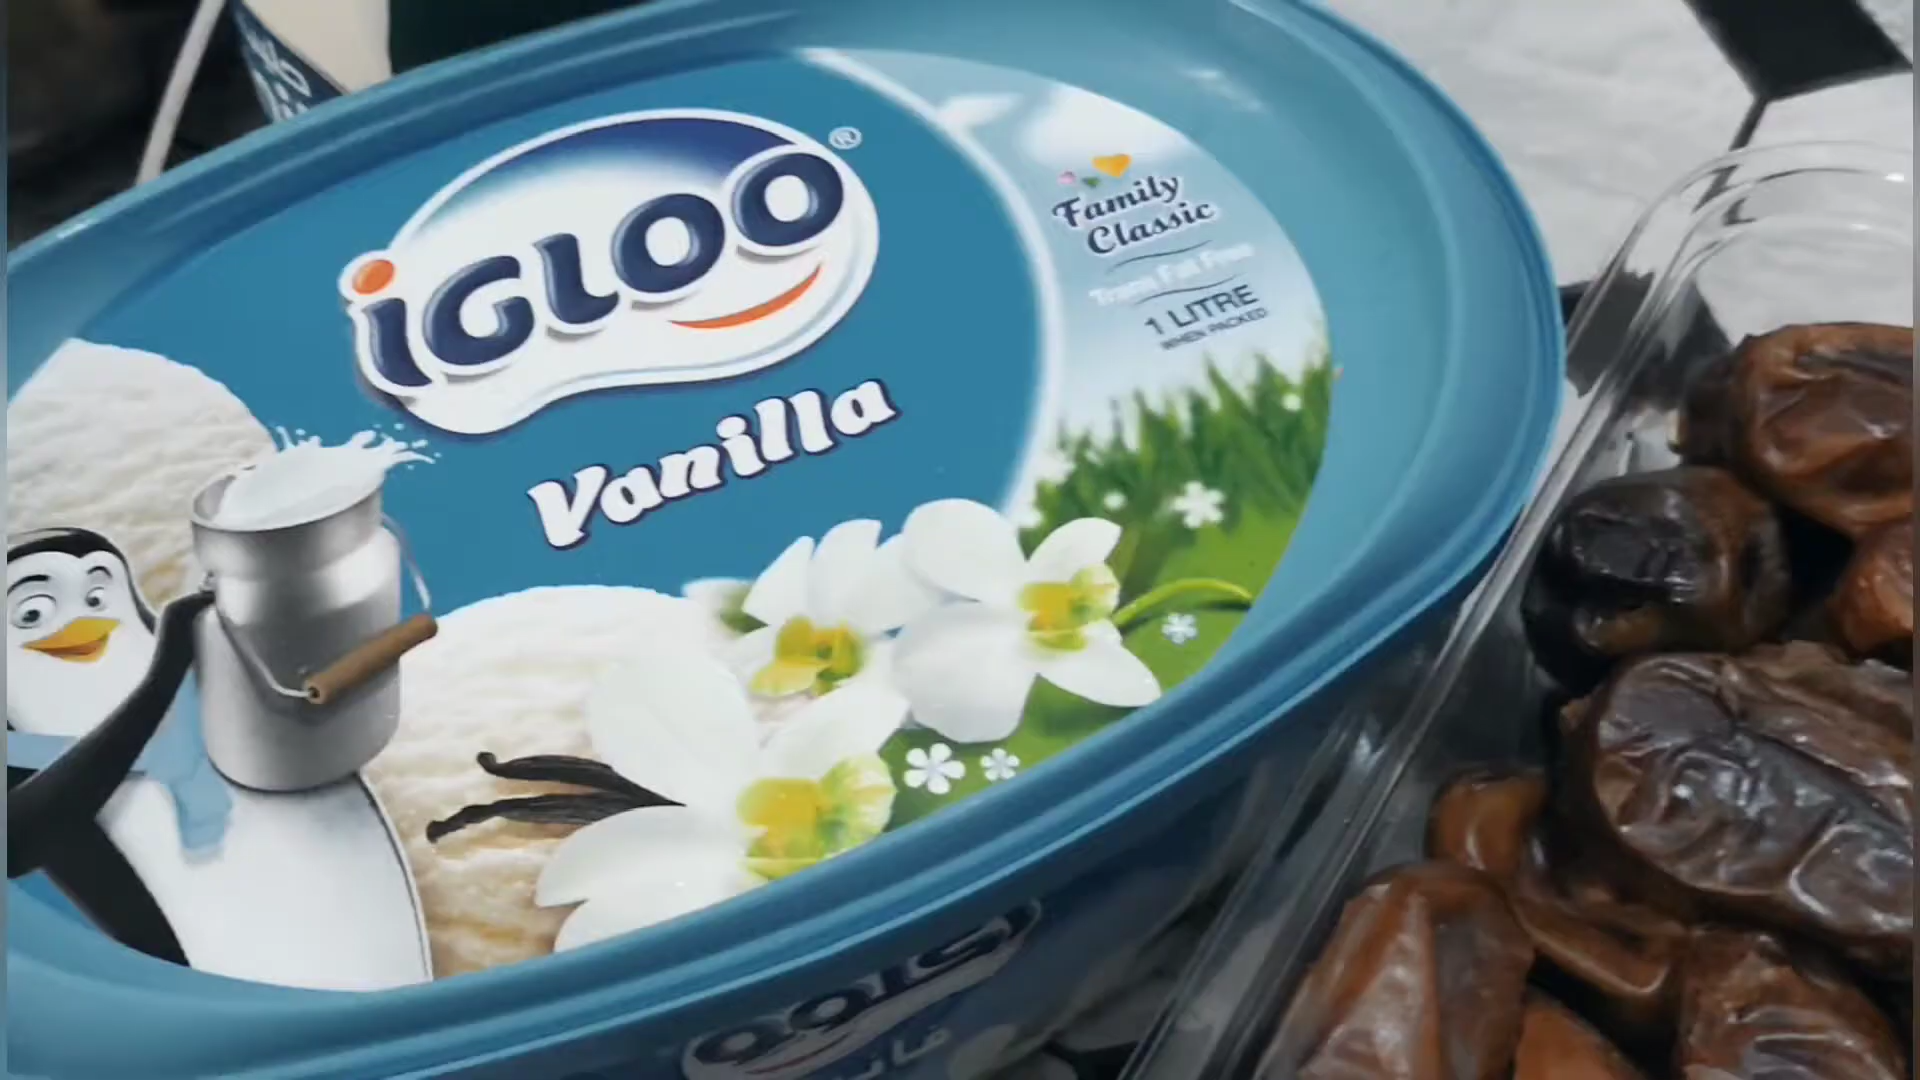 iGLOO®
Vanilla
Family
Classic
Trans Fat Free
1 LITRE
WHEN PACKED